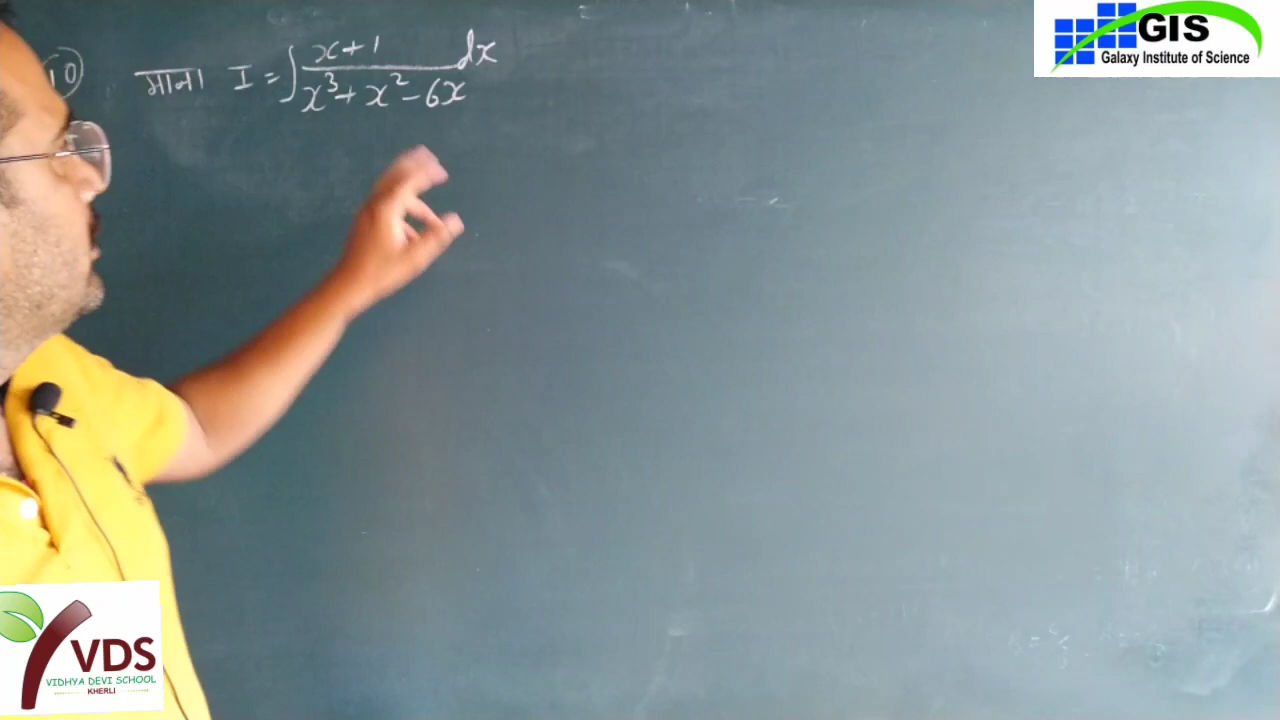 10) माना I = ∫ x+1 / x³ + x² - 6x dx
GIS
Galaxy Institute of Science
VDS
VIDHYA DEVI SCHOOL
KHERLI